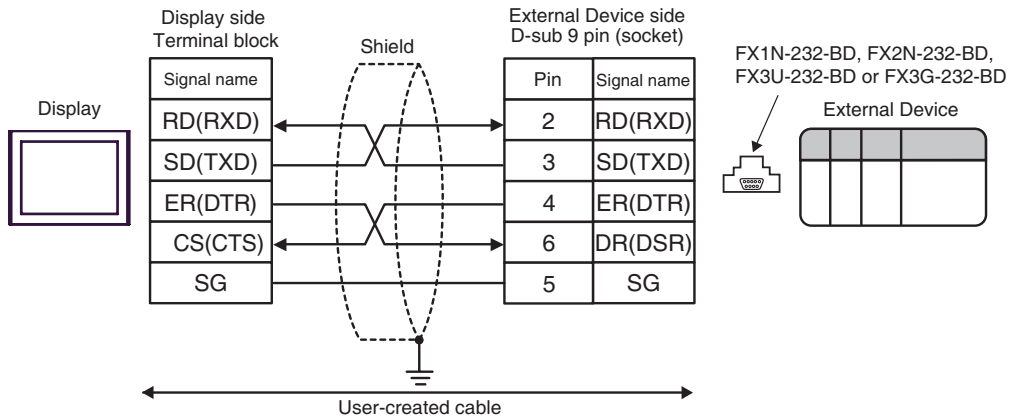 Display side
Terminal block
Shield
External Device side
D-sub 9 pin (socket)
FX1N-232-BD, FX2N-232-BD,
FX3U-232-BD or FX3G-232-BD
Display
External Device
Signal name
Pin Signal name
RD(RXD) 2 RD(RXD)
SD(TXD) 3 SD(TXD)
ER(DTR) 4 ER(DTR)
CS(CTS) 6 DR(DSR)
SG 5 SG
User-created cable